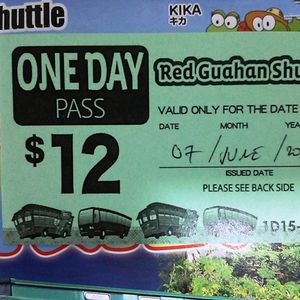 huttle
KIKA
キカ
ONE DAY
PASS
$12
Red Guahan Shu
VALID ONLY FOR THE DATE
DATE MONTH YEA
07 / JUNE / 20
ISSUED DATE
PLEASE SEE BACK SIDE
1D15-